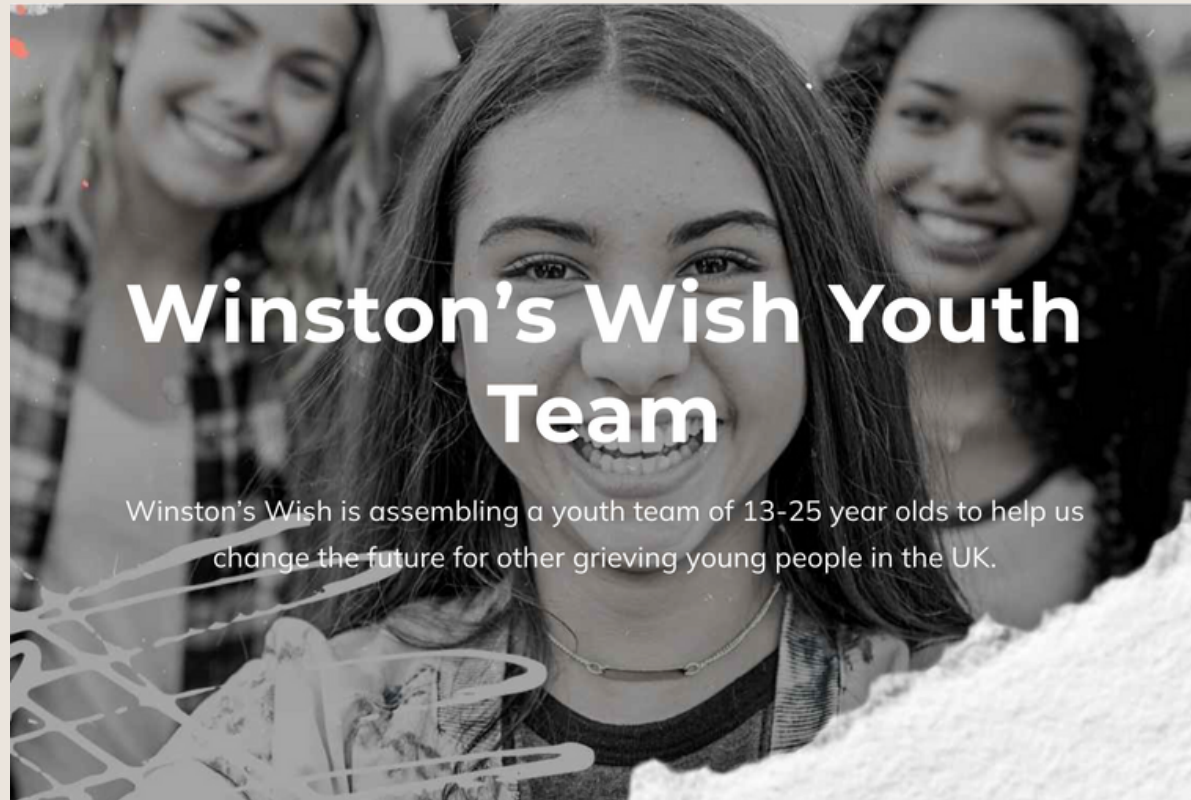 Winston’s Wish Youth
Team
Winston’s Wish is assembling a youth team of 13-25 year olds to help us
change the future for other grieving young people in the UK.